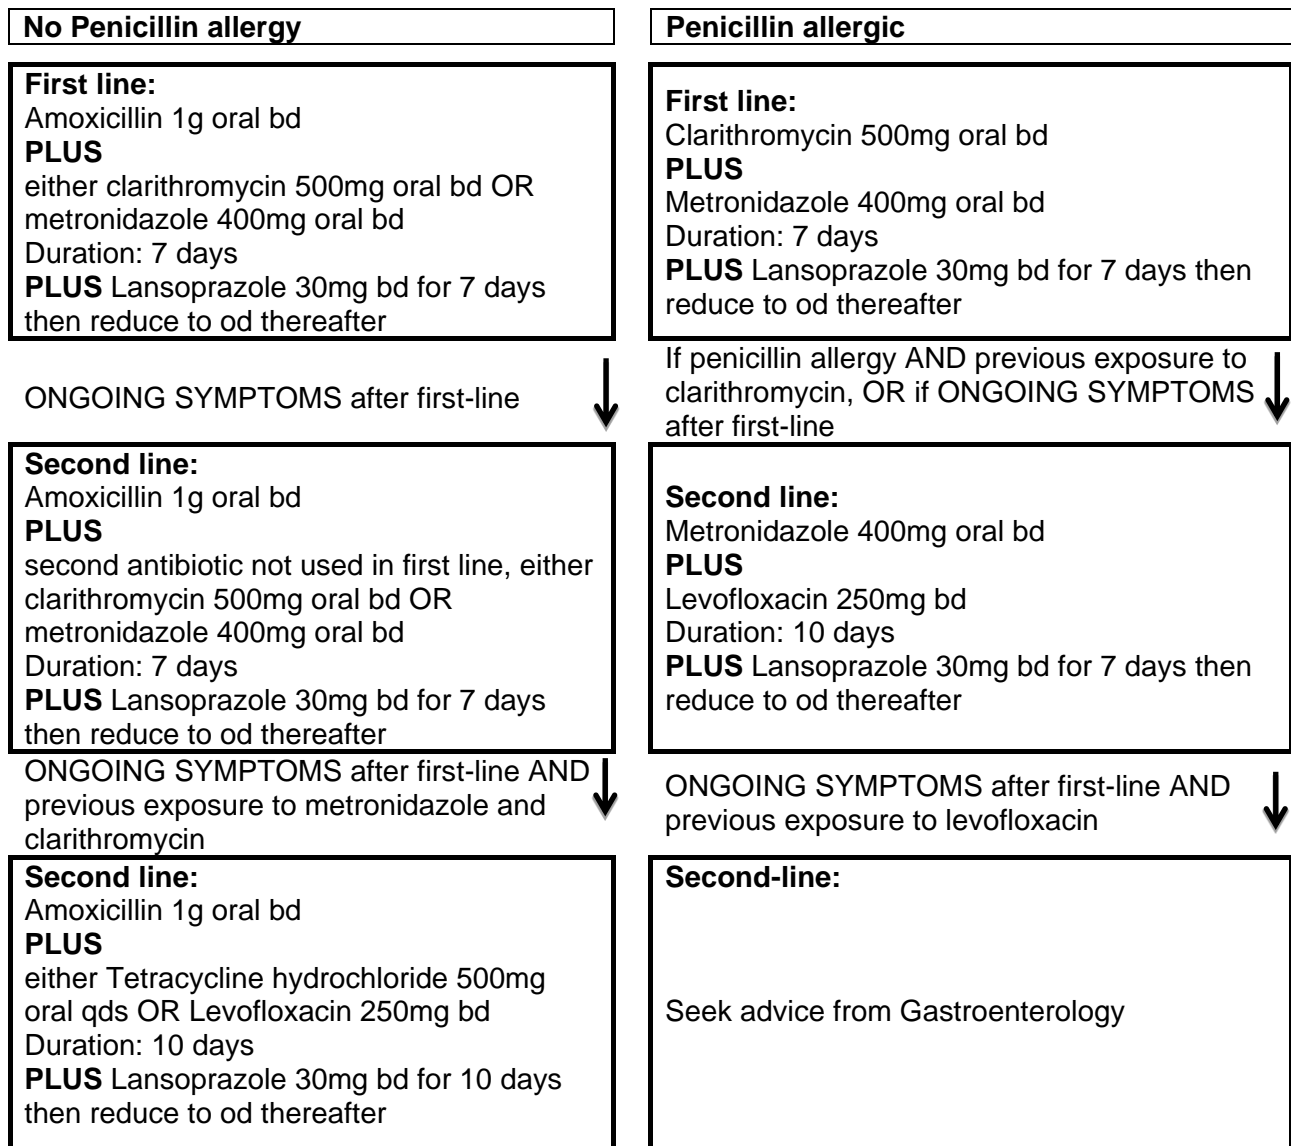 No Penicillin allergy
First line:
Amoxicillin 1g oral bd
PLUS
either clarithromycin 500mg oral bd OR
metronidazole 400mg oral bd
Duration: 7 days
PLUS Lansoprazole 30mg bd for 7 days
then reduce to od thereafter
ONGOING SYMPTOMS after first-line
Second line:
Amoxicillin 1g oral bd
PLUS
second antibiotic not used in first line, either
clarithromycin 500mg oral bd OR
metronidazole 400mg oral bd
Duration: 7 days
PLUS Lansoprazole 30mg bd for 7 days
then reduce to od thereafter
ONGOING SYMPTOMS after first-line AND
previous exposure to metronidazole and
clarithromycin
Second line:
Amoxicillin 1g oral bd
PLUS
either Tetracycline hydrochloride 500mg
oral qds OR Levofloxacin 250mg bd
Duration: 10 days
PLUS Lansoprazole 30mg bd for 10 days
then reduce to od thereafter
Penicillin allergic
First line:
Clarithromycin 500mg oral bd
PLUS
Metronidazole 400mg oral bd
Duration: 7 days
PLUS Lansoprazole 30mg bd for 7 days then
reduce to od thereafter
If penicillin allergy AND previous exposure to
clarithromycin, OR if ONGOING SYMPTOMS
after first-line
Second line:
Metronidazole 400mg oral bd
PLUS
Levofloxacin 250mg bd
Duration: 10 days
PLUS Lansoprazole 30mg bd for 7 days then
reduce to od thereafter
ONGOING SYMPTOMS after first-line AND
previous exposure to levofloxacin
Second-line:
Seek advice from Gastroenterology